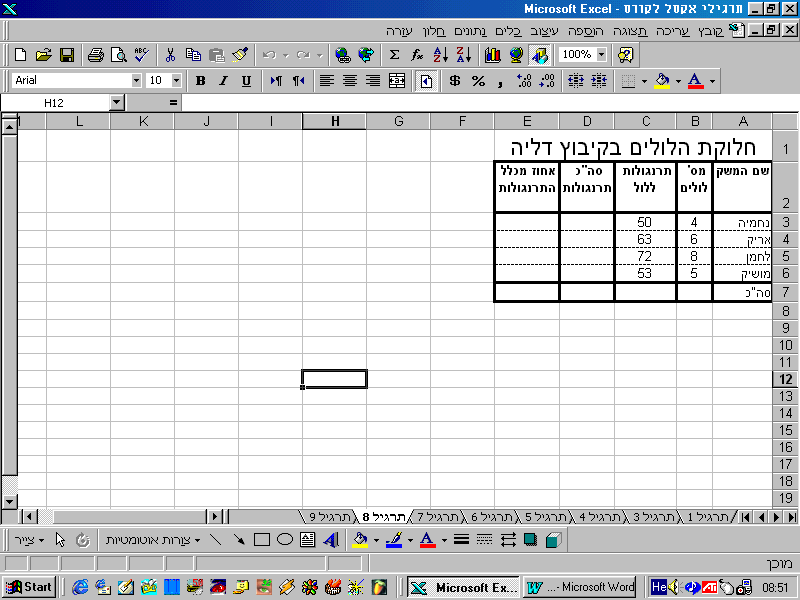 תרגילי אקסל לקורס - Microsoft Excel
קובץ עריכה תצוגה הוספה עיצוב כלים נתונים חלון עזרה
100%
Arial 10 B I U $ % ,
H12 =
L K J I H G F E D C B A
1 חלוקת הלולים בקיבוץ דליה
2 שם המשק מס' לולים תרנגולות ללול סה"כ תרנגולות אחוז מכלל התרנגולות
3 נחמיה 4 50
4 אריק 6 63
5 לחמן 8 72
6 מושיק 5 53
7 סה"כ
8
9
10
11
12
13
14
15
16
17
18
19
תרגיל 1 תרגיל 3 תרגיל 4 תרגיל 5 תרגיל 6 תרגיל 7 תרגיל 8 תרגיל 9
צייר צורות אוטומטיות
מוכן
Start Microsoft Ex... ...- Microsoft Word He 08:51